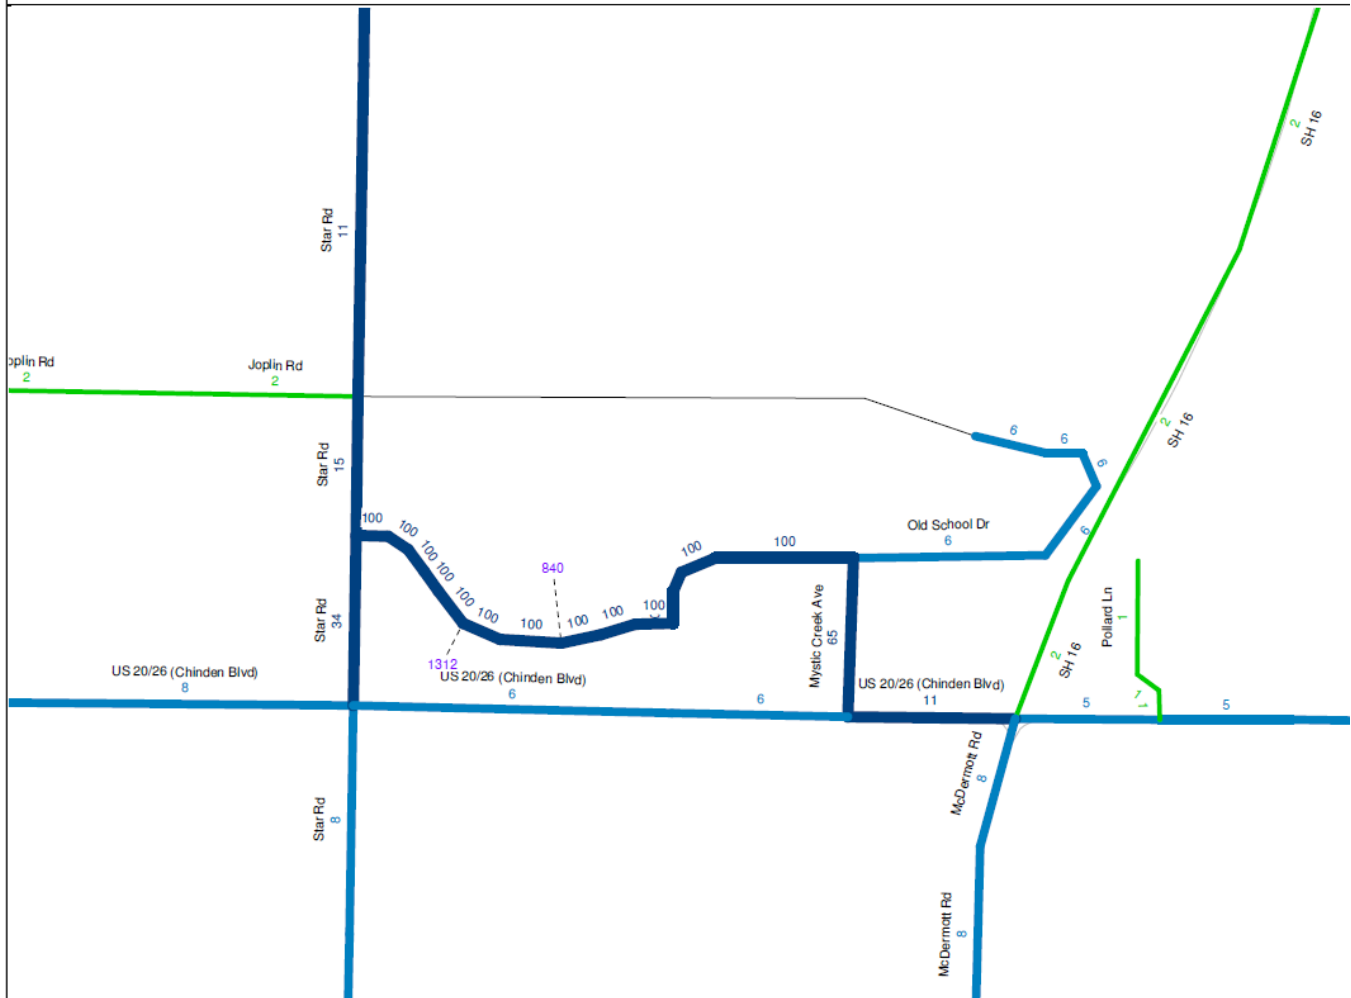 2
SH 16
Star Rd
11
oplin Rd
2
Joplin Rd
2
2
SH 16
6
6
6
6
Star Rd
15
Old School Dr
6
100
100
100
100
100
100
100
100
100
100
100
100
840
1312
Star Rd
34
Mystic Creek Ave
65
Pollard Ln
1
1
1
2
SH 16
US 20/26 (Chinden Blvd)
8
US 20/26 (Chinden Blvd)
6
6
US 20/26 (Chinden Blvd)
11
5
5
McDermott Rd
8
Star Rd
8
McDermott Rd
8